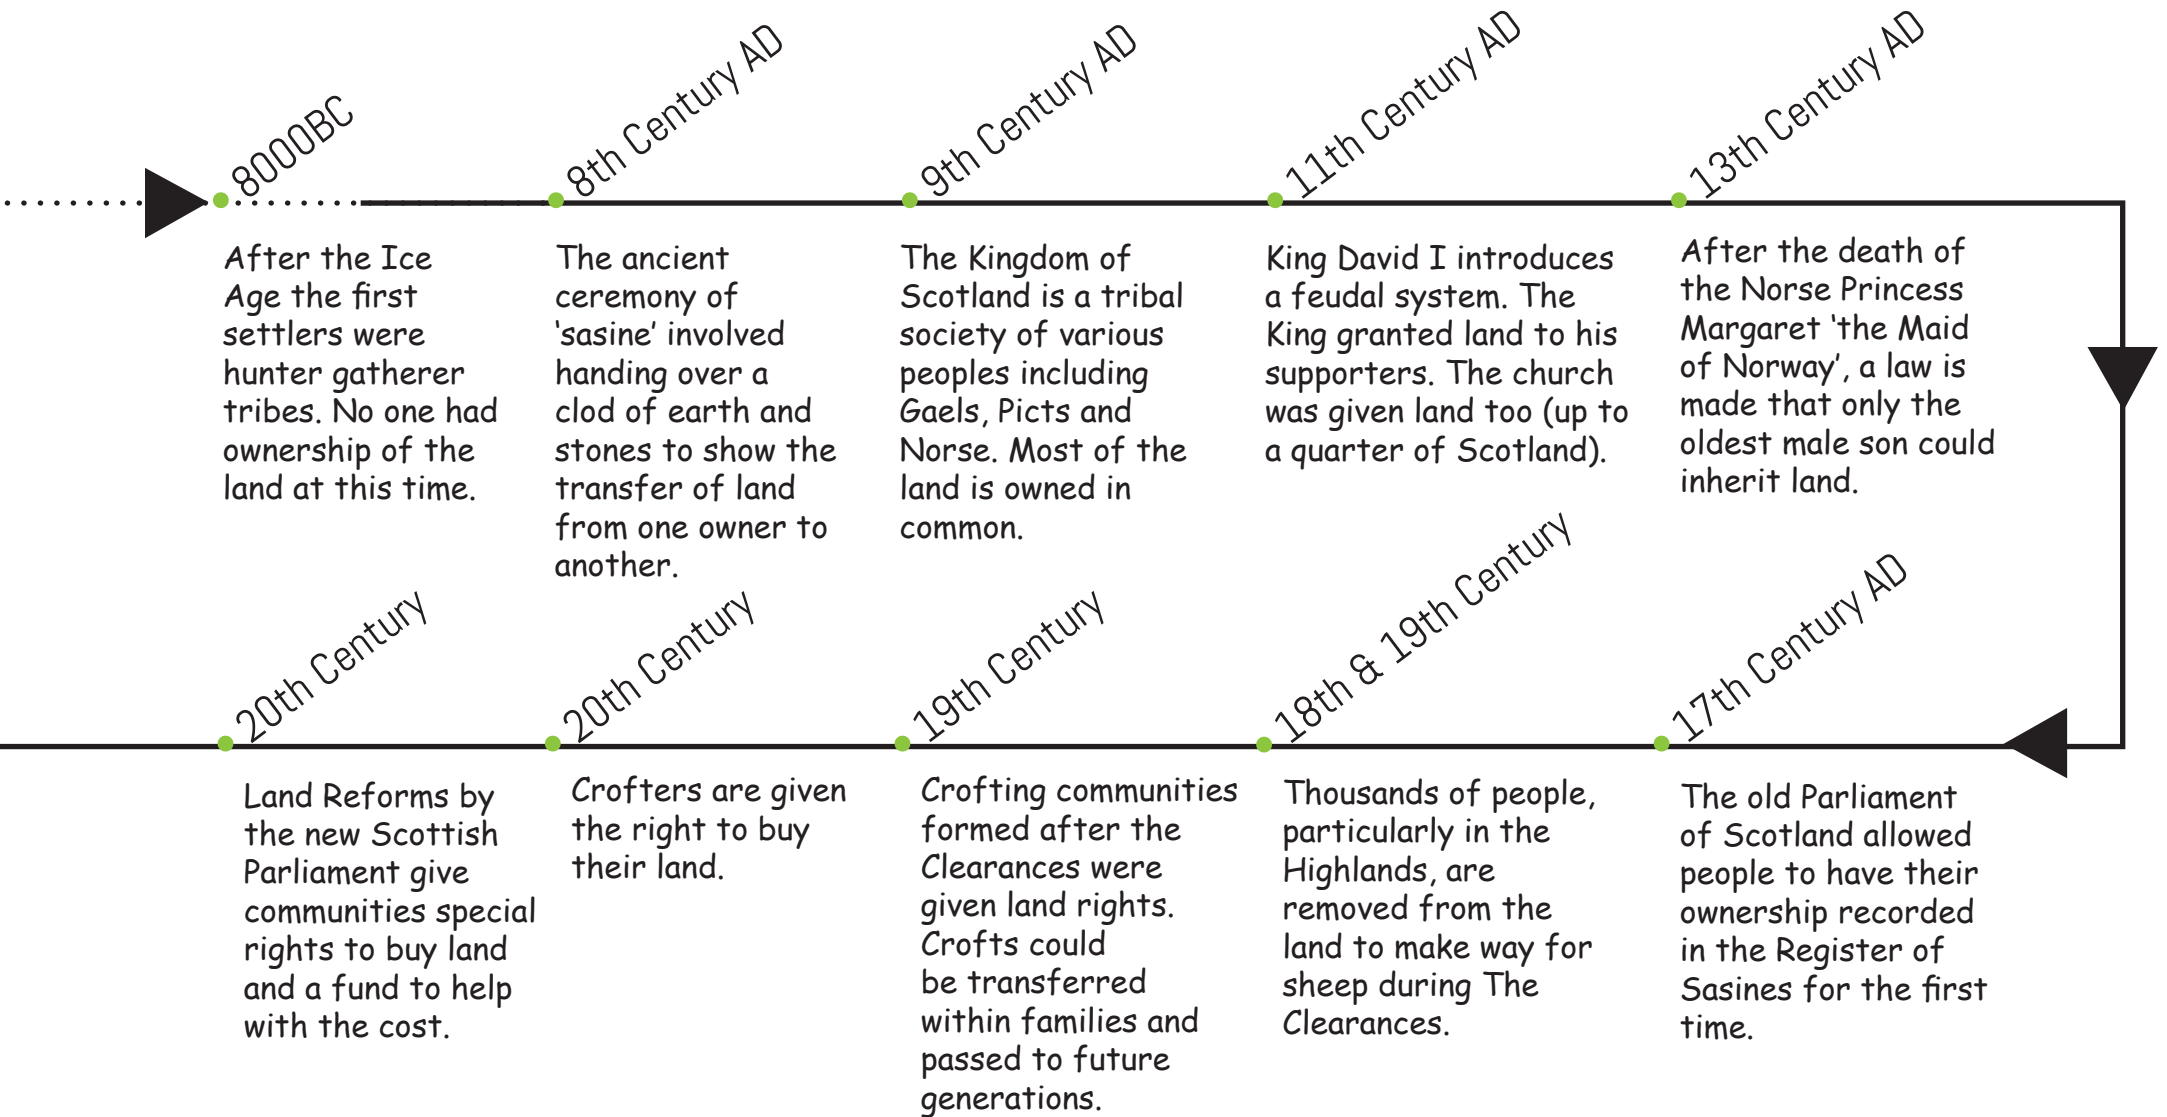 8000BC
After the Ice
Age the first
settlers were
hunter gatherer
tribes. No one had
ownership of the
land at this time.
8th Century AD
The ancient
ceremony of
‘sasine’ involved
handing over a
clod of earth and
stones to show the
transfer of land
from one owner to
another.
9th Century AD
The Kingdom of
Scotland is a tribal
society of various
peoples including
Gaels, Picts and
Norse. Most of the
land is owned in
common.
11th Century AD
King David I introduces
a feudal system. The
King granted land to his
supporters. The church
was given land too (up to
a quarter of Scotland).
13th Century AD
After the death of
the Norse Princess
Margaret ‘the Maid
of Norway’, a law is
made that only the
oldest male son could
inherit land.
17th Century AD
The old Parliament
of Scotland allowed
people to have their
ownership recorded
in the Register of
Sasines for the first
time.
18th & 19th Century
Thousands of people,
particularly in the
Highlands, are
removed from the
land to make way for
sheep during The
Clearances.
19th Century
Crofting communities
formed after the
Clearances were
given land rights.
Crofts could
be transferred
within families and
passed to future
generations.
20th Century
Crofters are given
the right to buy
their land.
20th Century
Land Reforms by
the new Scottish
Parliament give
communities special
rights to buy land
and a fund to help
with the cost.